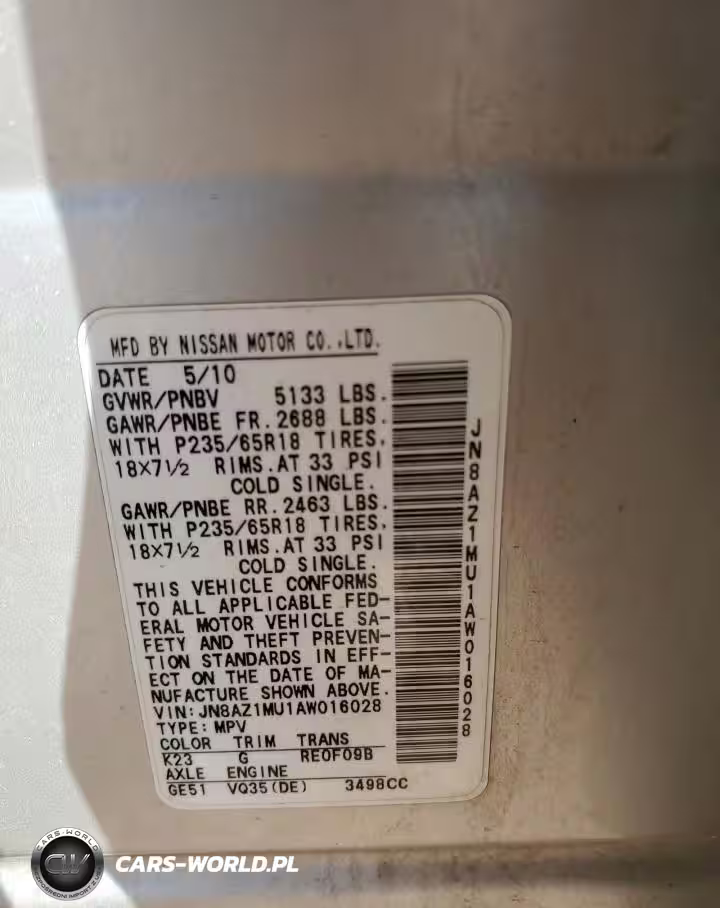 MFD BY NISSAN MOTOR CO.,LTD.
DATE 5/10
GVWR/PNBV 5133 LBS.
GAWR/PNBE FR. 2688 LBS.
WITH P235/65R18 TIRES,
18X7½ RIMS.AT 33 PSI
COLD SINGLE.
GAWR/PNBE RR. 2463 LBS.
WITH P235/65R18 TIRES,
18X7½ RIMS.AT 33 PSI
COLD SINGLE.
THIS VEHICLE CONFORMS
TO ALL APPLICABLE FED-
ERAL MOTOR VEHICLE SA-
FETY AND THEFT PREVEN-
TION STANDARDS IN EFF-
ECT ON THE DATE OF MA-
NUFACTURE SHOWN ABOVE.
VIN: JN8AZ1MU1AW016028
TYPE: MPV
COLOR TRIM TRANS
K23 G RE0F09B
AXLE ENGINE
GE51 VQ35(DE) 3498CC
JN8AZ1MU1AW016028
CARS-WORLD
CW
CARS-WORLD.PL